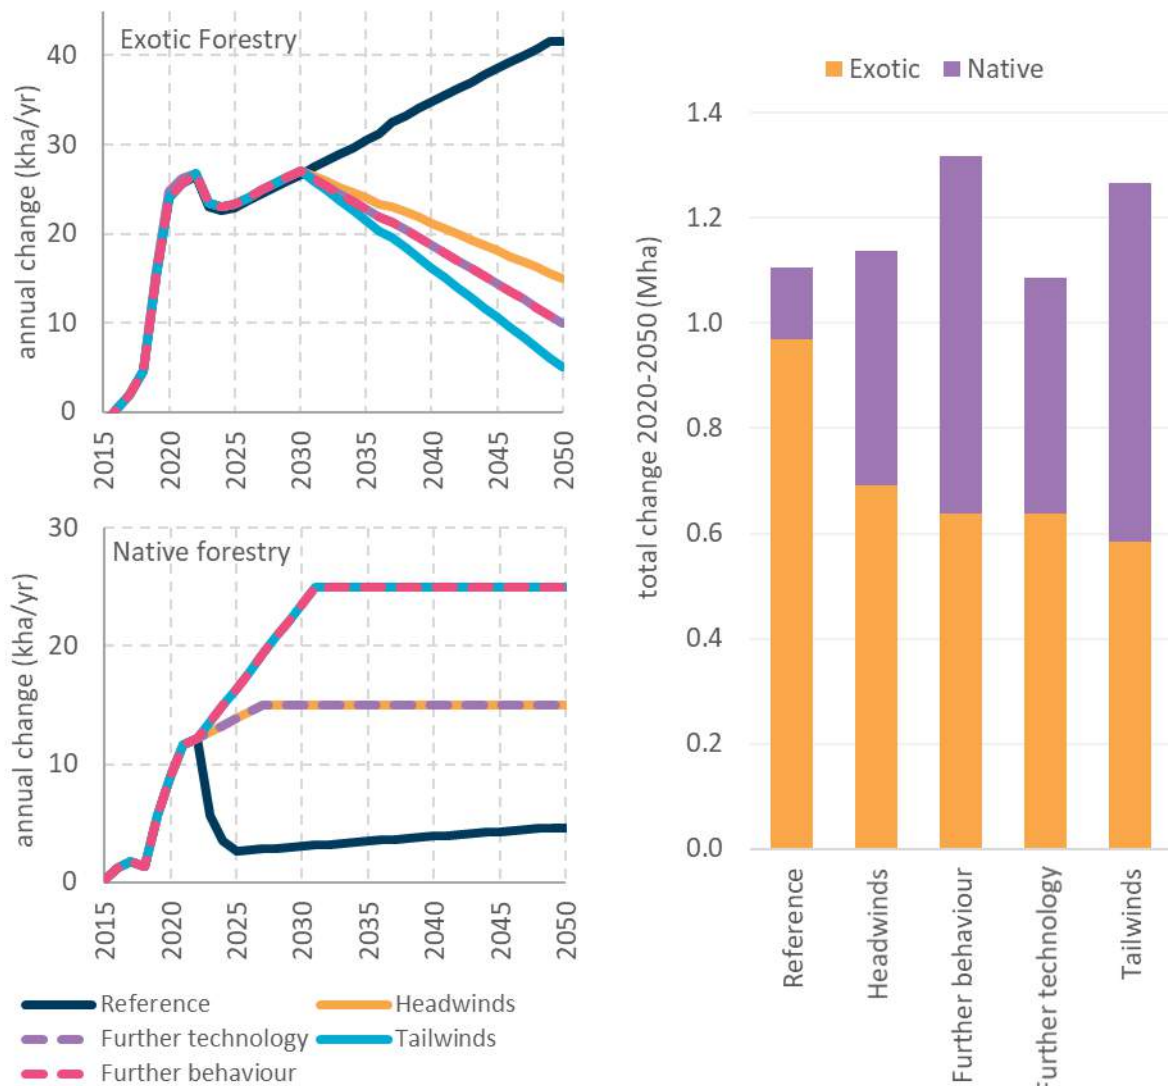 Exotic Forestry
annual change (kha/yr)
40
30
20
10
0
2015
2020
2025
2030
2035
2040
2045
2050
Native forestry
annual change (kha/yr)
30
20
10
0
2015
2020
2025
2030
2035
2040
2045
2050
Reference
Headwinds
Further technology
Tailwinds
Further behaviour
Exotic
Native
total change 2020-2050 (Mha)
1.4
1.2
1.0
0.8
0.6
0.4
0.2
0.0
Reference
Headwinds
Further behaviour
Further technology
Tailwinds